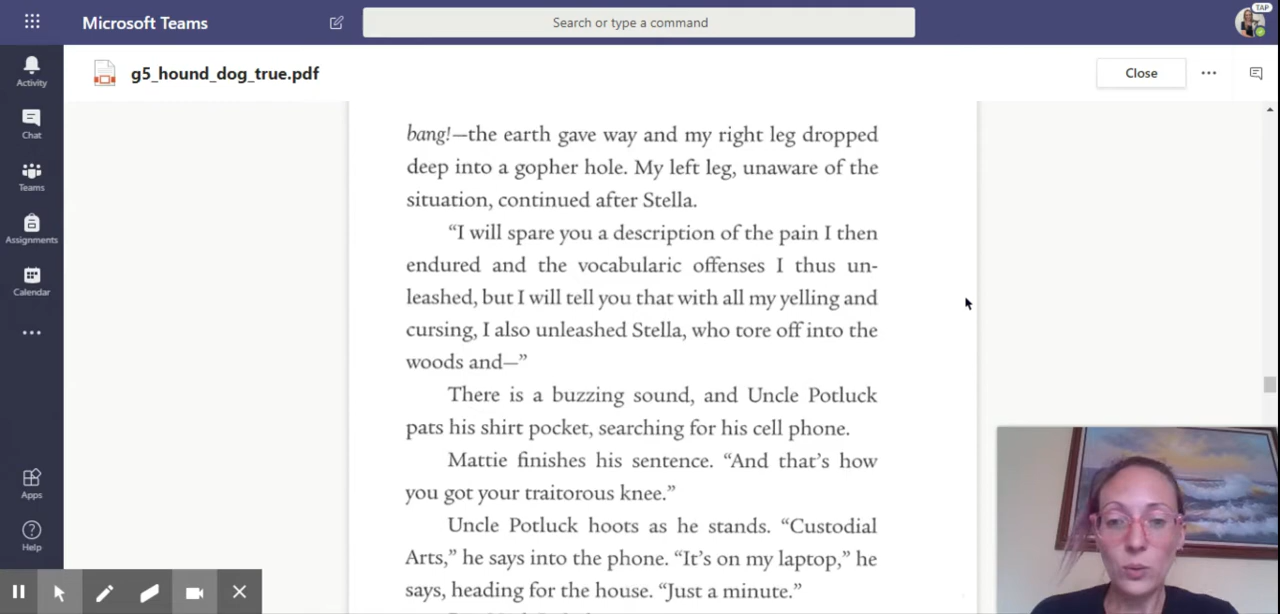 Microsoft Teams
Search or type a command
TAP
Activity
Chat
Teams
Assignments
Calendar
Apps
Help
g5_hound_dog_true.pdf
Close
bang!—the earth gave way and my right leg dropped
deep into a gopher hole. My left leg, unaware of the
situation, continued after Stella.
“I will spare you a description of the pain I then
endured and the vocabularic offenses I thus un-
leashed, but I will tell you that with all my yelling and
cursing, I also unleashed Stella, who tore off into the
woods and—”
There is a buzzing sound, and Uncle Potluck
pats his shirt pocket, searching for his cell phone.
Mattie finishes his sentence. “And that’s how
you got your traitorous knee.”
Uncle Potluck hoots as he stands. “Custodial
Arts,” he says into the phone. “It’s on my laptop,” he
says, heading for the house. “Just a minute.”